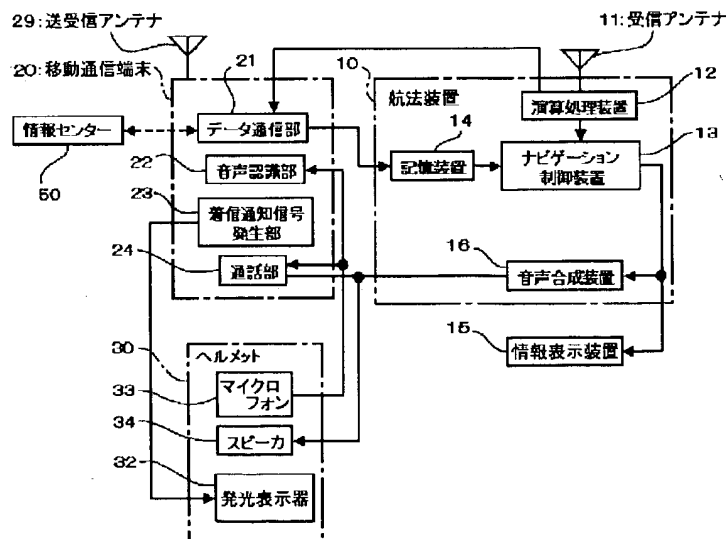 29:送受信アンテナ
11:受信アンテナ
20:移動通信端末
21
10
航法装置
演算処理装置
12
情報センター
50
データ通信部
14
記憶装置
ナビゲーション
制御装置
13
22
音声認識部
23
着信通知信号
発生部
24
通話部
16
音声合成装置
15
情報表示装置
30
ヘルメット
33
マイクロ
フォン
34
スピーカ
32
発光表示器